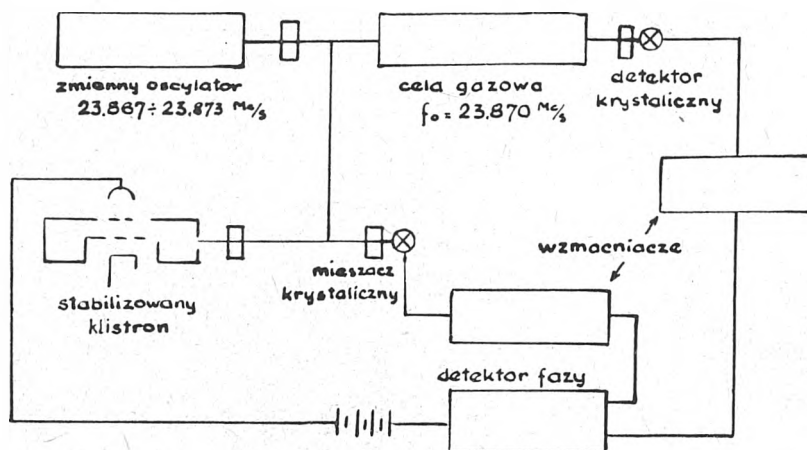 zmienny oscylator
23.867 ÷ 23.873 Mc/s
cela gazowa
f₀ = 23.870 Mc/s
detektor
krystaliczny
wzmacniacze
mieszacz
krystaliczny
stabilizowany
klistron
detektor fazy